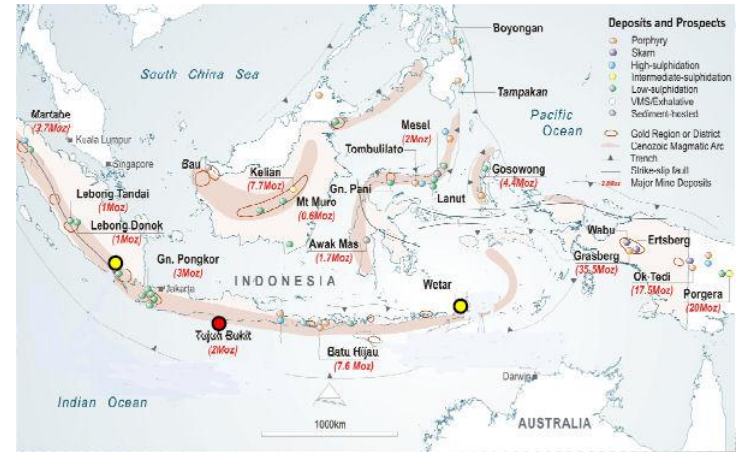 Boyongan
Deposits and Prospects
Porphyry
Skarn
High-sulphidation
Intermediate-sulphidation
Low-sulphidation
VMS/Exhalative
Sediment-hosted
Gold Region or District
Cenozoic Magmatic Arc
Trench
Strike-slip fault
Major Mine Deposits
South China Sea
Tampakan
Pacific
Ocean
Martabe
(3.7Moz)
Kuala Lumpur
Singapore
Mesel
(2Moz)
Tombulilato
Bau
Kelian
(7.7Moz)
Gosowong
(4.4Moz)
Lebong Tandai
(1Moz)
Mt Muro
(0.6Moz)
Gn. Pani
Lanut
Lebong Donok
(1Moz)
Awak Mas
(1.7Moz)
Wabu
Ertsberg
Grasberg
(35.5Moz)
Gn. Pongkor
(3Moz)
Jakarta
INDONESIA
Wetar
Ok Tedi
(17.5Moz)
Porgera
(20Moz)
Tujuh Bukit
(2Moz)
Batu Hijau
(7.6 Moz)
Darwin
Indian Ocean
1000km
AUSTRALIA